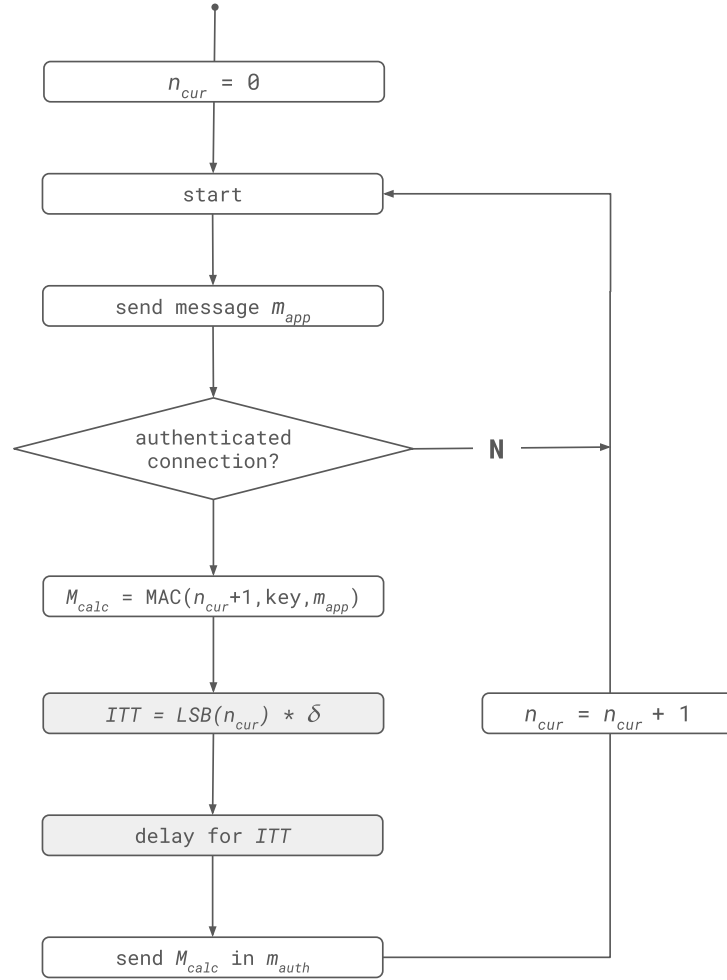 n_cur = 0
start
send message m_app
authenticated
connection?
N
M_calc = MAC(n_cur+1,key,m_app)
ITT = LSB(n_cur) * δ
n_cur = n_cur + 1
delay for ITT
send M_calc in m_auth